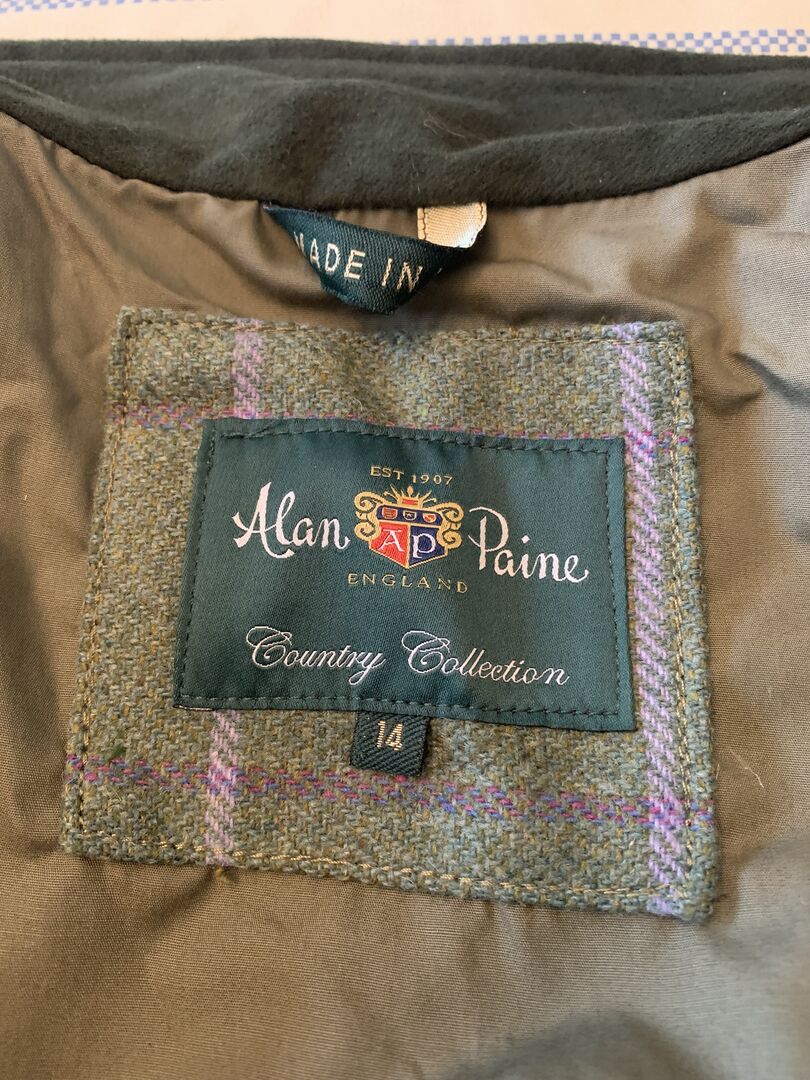 MADE IN
EST 1907
Alan AP Paine
ENGLAND
Country Collection
14